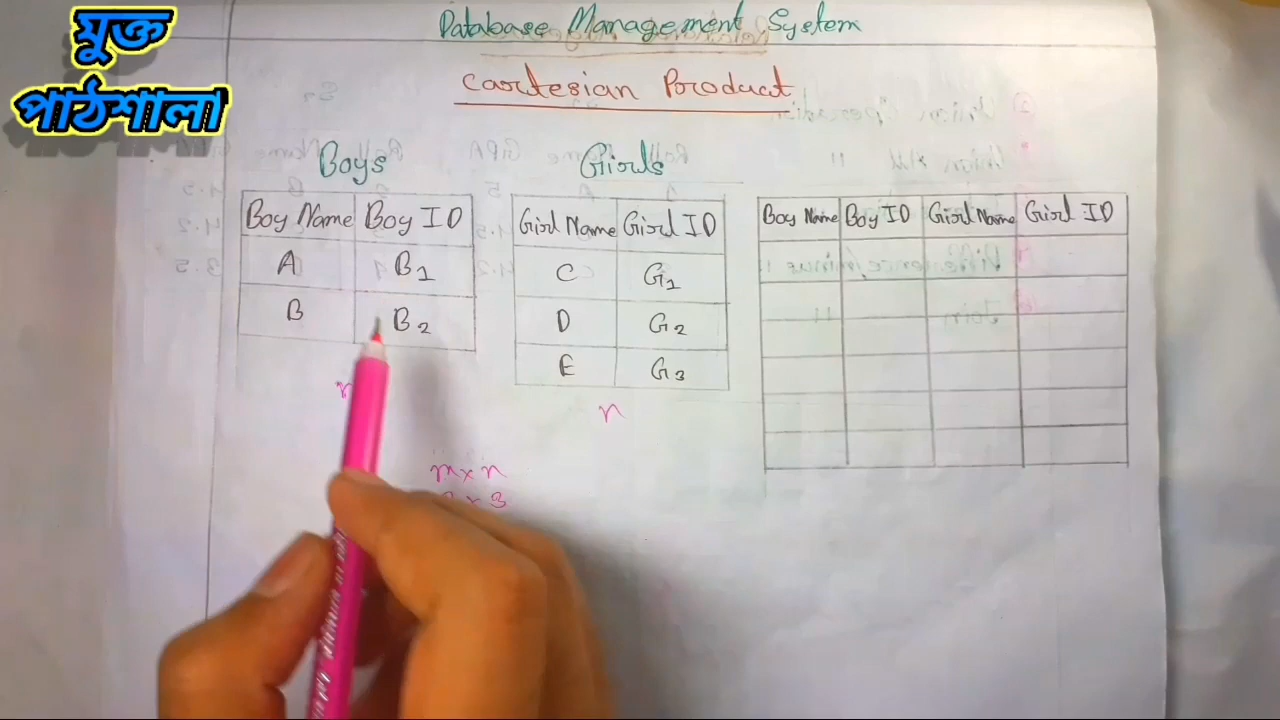 মুক্ত
পাঠশালা
Database Management System
Cartesian Product
Boys
Boy Name Boy ID
A B1
B B2
Girls
Girl Name Girl ID
C G1
D G2
E G3
n
m×n
× 3
Boy Name Boy ID Girl Name Girl ID